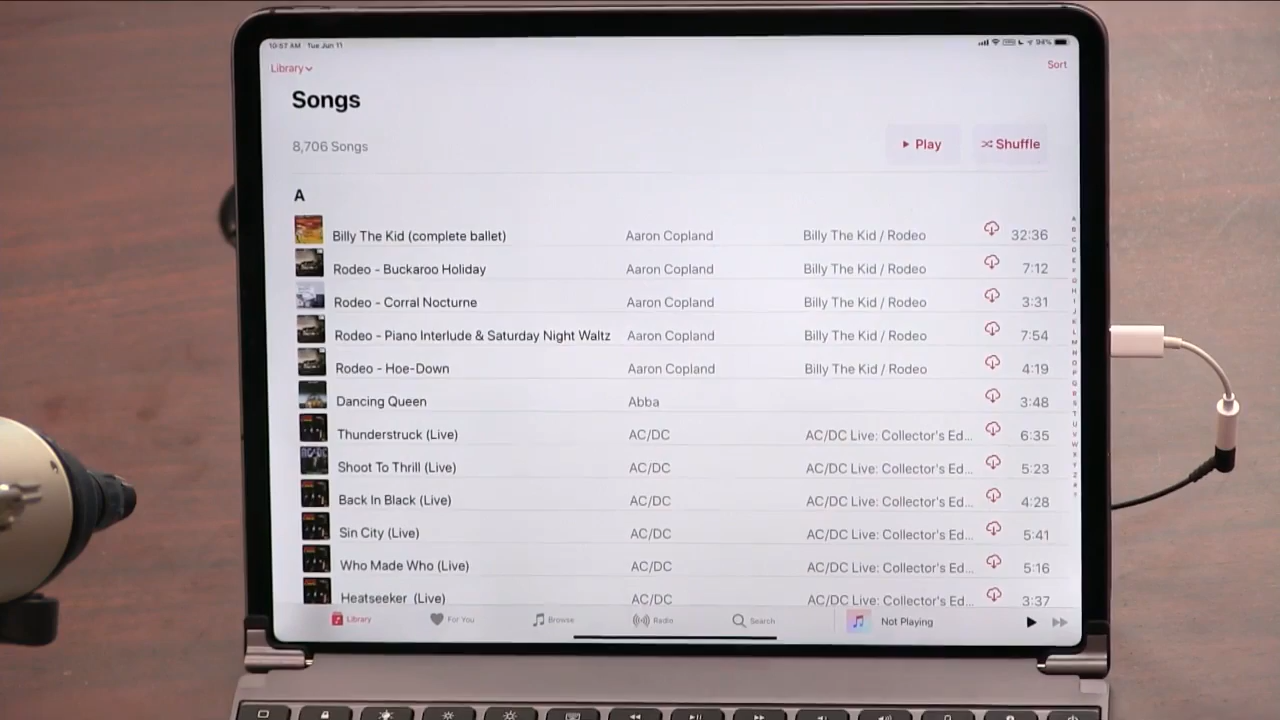 10:57 AM Tue Jun 11 94%
Library Sort
Songs
8,706 Songs Play Shuffle
A
Billy The Kid (complete ballet) Aaron Copland Billy The Kid / Rodeo 32:36
Rodeo - Buckaroo Holiday Aaron Copland Billy The Kid / Rodeo 7:12
Rodeo - Corral Nocturne Aaron Copland Billy The Kid / Rodeo 3:31
Rodeo - Piano Interlude & Saturday Night Waltz Aaron Copland Billy The Kid / Rodeo 7:54
Rodeo - Hoe-Down Aaron Copland Billy The Kid / Rodeo 4:19
Dancing Queen Abba 3:48
Thunderstruck (Live) AC/DC AC/DC Live: Collector's Ed... 6:35
Shoot To Thrill (Live) AC/DC AC/DC Live: Collector's Ed... 5:23
Back In Black (Live) AC/DC AC/DC Live: Collector's Ed... 4:28
Sin City (Live) AC/DC AC/DC Live: Collector's Ed... 5:41
Who Made Who (Live) AC/DC AC/DC Live: Collector's Ed... 5:16
Heatseeker (Live) AC/DC AC/DC Live: Collector's Ed... 3:37
Library For You Browse Radio Search Not Playing